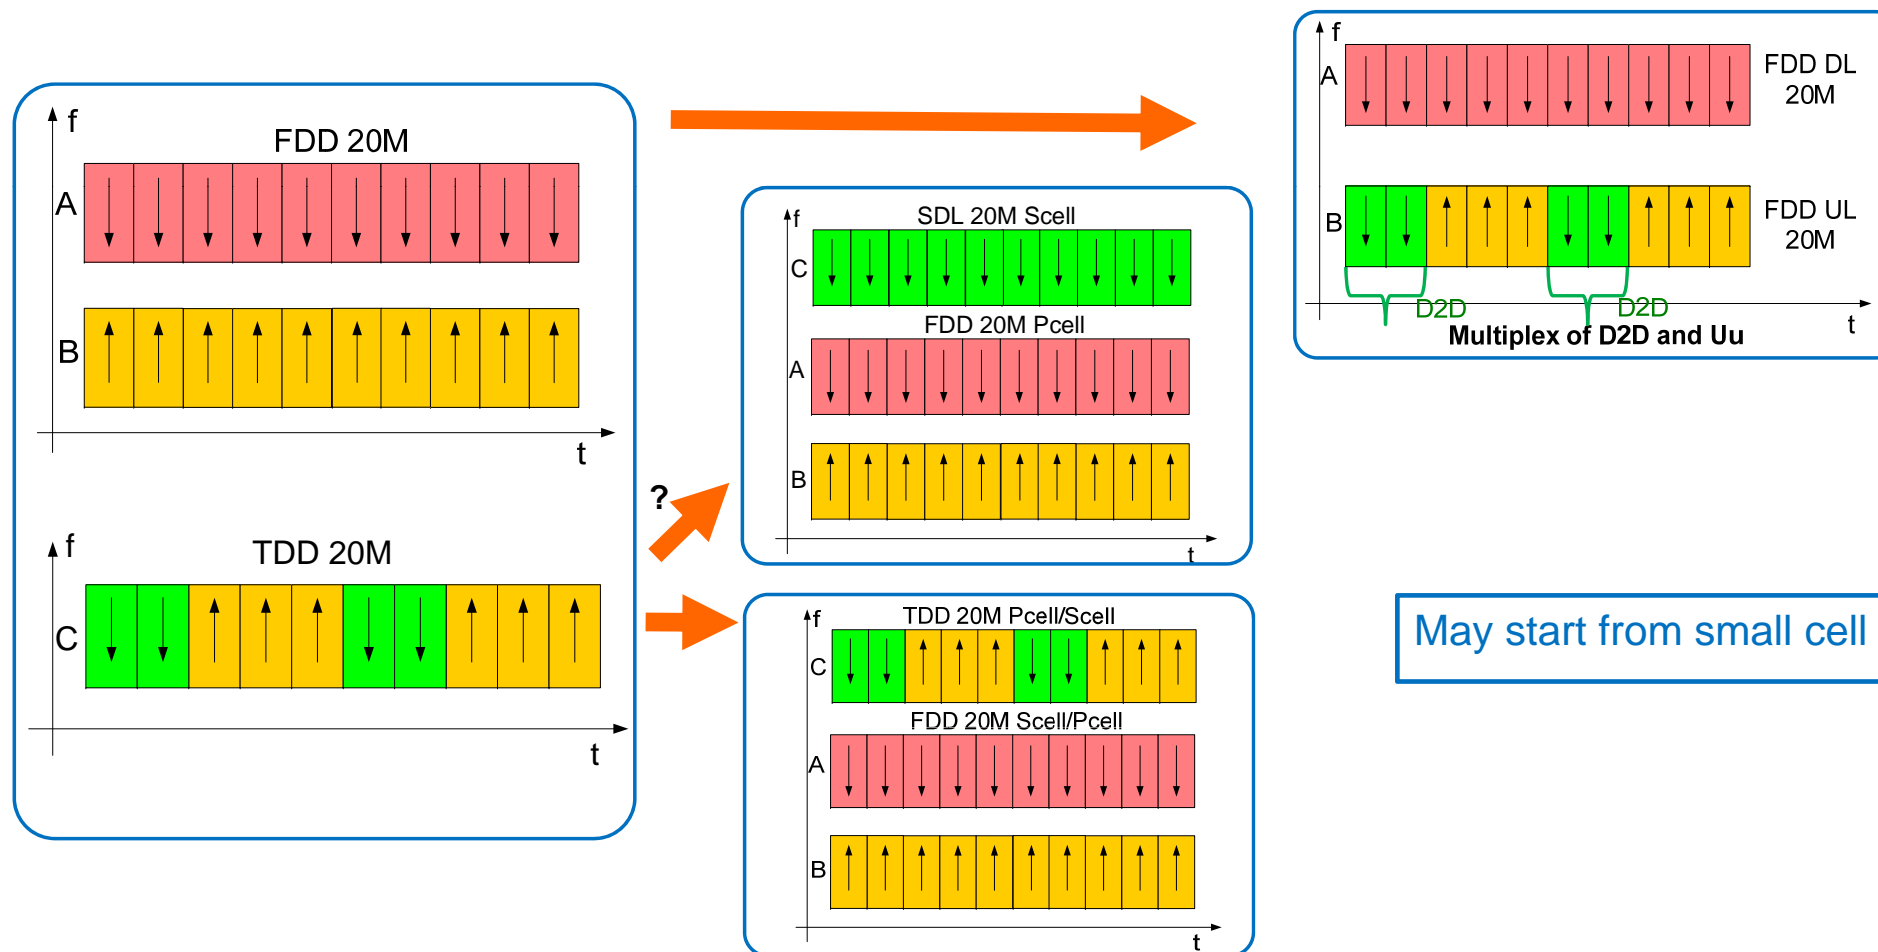 f
FDD 20M
A
B
t
f
TDD 20M
C
t
?
f
SDL 20M Scell
C
FDD 20M Pcell
A
B
t
f
TDD 20M Pcell/Scell
C
FDD 20M Scell/Pcell
A
B
t
f
A
FDD DL
20M
B
FDD UL
20M
D2D
D2D
t
Multiplex of D2D and Uu
May start from small cell